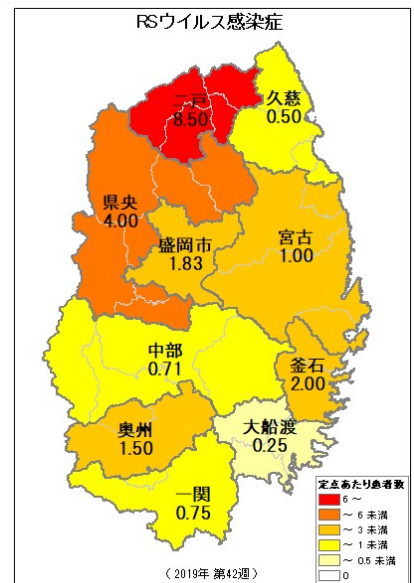 RSウイルス感染症
二戸
8.50
久慈
0.50
県央
4.00
盛岡市
1.83
宮古
1.00
中部
0.71
釜石
2.00
奥州
1.50
大船渡
0.25
一関
0.75
定点あたり患者数
6 ～
～ 6 未満
～ 3 未満
～ 1 未満
～ 0.5 未満
0
（ 2019年 第42週 ）